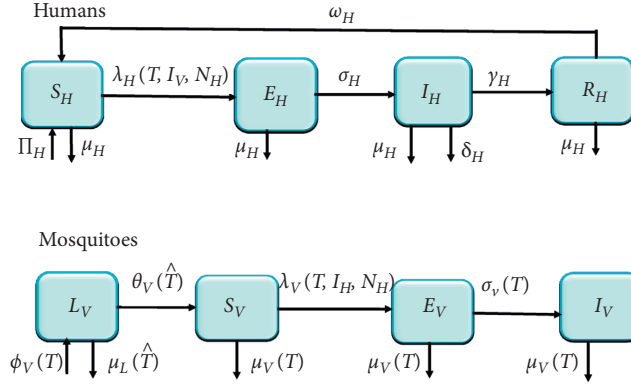 Humans
ω_H
S_H
λ_H(T, I_V, N_H)
E_H
σ_H
I_H
γ_H
R_H
Π_H
μ_H
μ_H
μ_H
δ_H
μ_H
Mosquitoes
L_V
θ_V(T̂)
S_V
λ_V(T, I_H, N_H)
E_V
σ_v(T)
I_V
ϕ_V(T)
μ_L(T̂)
μ_V(T)
μ_V(T)
μ_V(T)